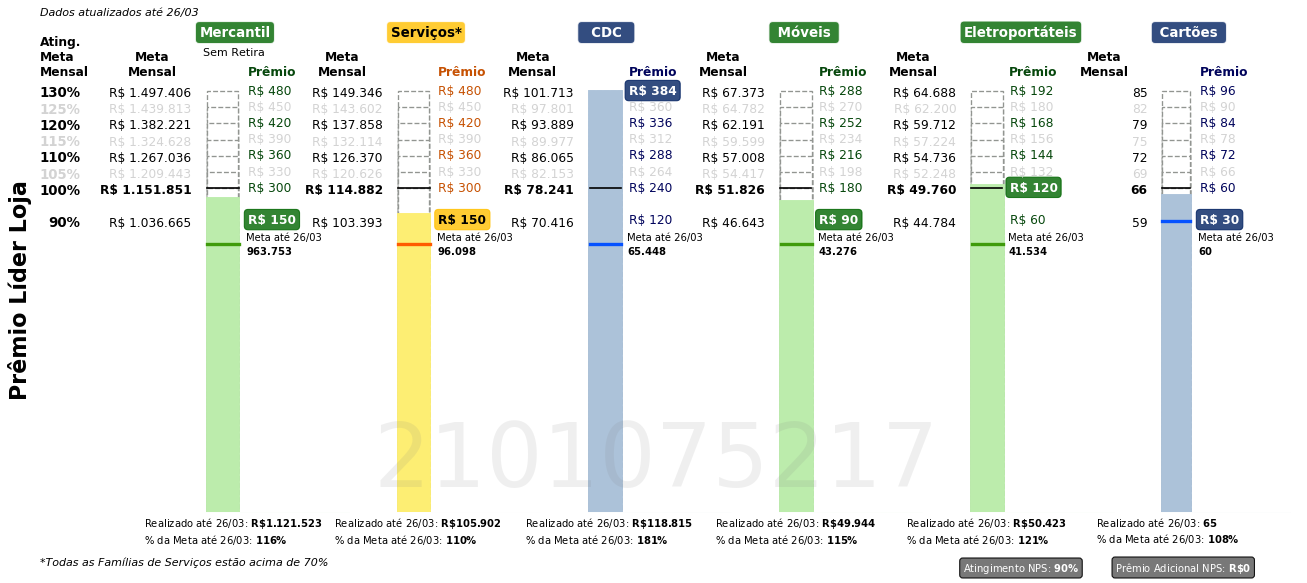 Dados atualizados até 26/03
Mercantil Serviços* CDC Móveis Eletroportáteis Cartões
Sem Retira
Ating. Meta Mensal Meta Mensal Prêmio Meta Mensal Prêmio Meta Mensal Prêmio Meta Mensal Prêmio Meta Mensal Prêmio Meta Mensal Prêmio
130% R$ 1.497.406 R$ 480 R$ 149.346 R$ 480 R$ 101.713 R$ 384 R$ 67.373 R$ 288 R$ 64.688 R$ 192 85 R$ 96
125% R$ 1.439.813 R$ 450 R$ 143.602 R$ 450 R$ 97.801 R$ 360 R$ 64.782 R$ 270 R$ 62.200 R$ 180 82 R$ 90
120% R$ 1.382.221 R$ 420 R$ 137.858 R$ 420 R$ 93.889 R$ 336 R$ 62.191 R$ 252 R$ 59.712 R$ 168 79 R$ 84
115% R$ 1.324.628 R$ 390 R$ 132.114 R$ 390 R$ 89.977 R$ 312 R$ 59.599 R$ 234 R$ 57.224 R$ 156 75 R$ 78
110% R$ 1.267.036 R$ 360 R$ 126.370 R$ 360 R$ 86.065 R$ 288 R$ 57.008 R$ 216 R$ 54.736 R$ 144 72 R$ 72
105% R$ 1.209.443 R$ 330 R$ 120.626 R$ 330 R$ 82.153 R$ 264 R$ 54.417 R$ 198 R$ 52.248 R$ 132 69 R$ 66
100% R$ 1.151.851 R$ 300 R$ 114.882 R$ 300 R$ 78.241 R$ 240 R$ 51.826 R$ 180 R$ 49.760 R$ 120 66 R$ 60
90% R$ 1.036.665 R$ 150 R$ 103.393 R$ 150 R$ 70.416 R$ 120 R$ 46.643 R$ 90 R$ 44.784 R$ 60 59 R$ 30
Meta até 26/03 Meta até 26/03 Meta até 26/03 Meta até 26/03 Meta até 26/03 Meta até 26/03
963.753 96.098 65.448 43.276 41.534 60
Prêmio Líder Loja
2101075217
Realizado até 26/03: R$1.121.523 Realizado até 26/03: R$105.902 Realizado até 26/03: R$118.815 Realizado até 26/03: R$49.944 Realizado até 26/03: R$50.423 Realizado até 26/03: 65
% da Meta até 26/03: 116% % da Meta até 26/03: 110% % da Meta até 26/03: 181% % da Meta até 26/03: 115% % da Meta até 26/03: 121% % da Meta até 26/03: 108%
*Todas as Famílias de Serviços estão acima de 70%
Atingimento NPS: 90% Prêmio Adicional NPS: R$0